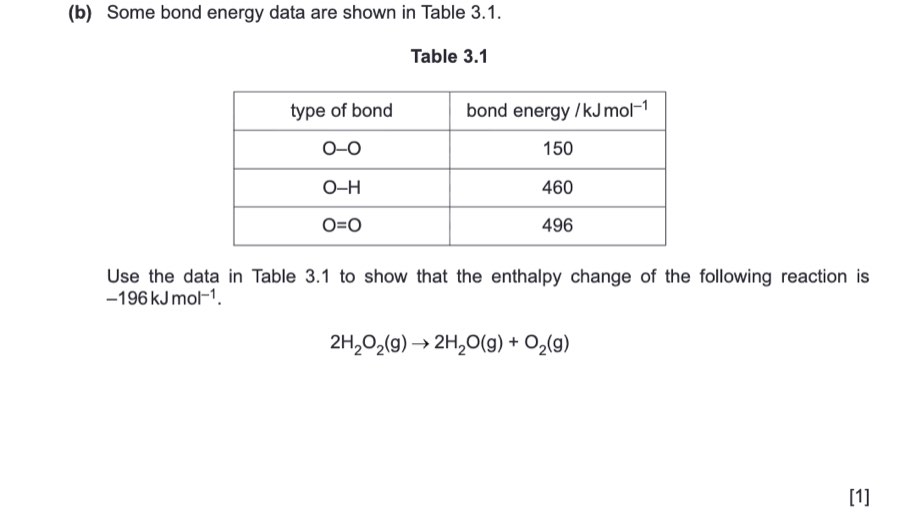 (b) Some bond energy data are shown in Table 3.1.
Table 3.1
type of bond bond energy / kJ mol⁻¹
O–O 150
O–H 460
O=O 496
Use the data in Table 3.1 to show that the enthalpy change of the following reaction is
–196 kJ mol⁻¹.
2H₂O₂(g) → 2H₂O(g) + O₂(g)
[1]